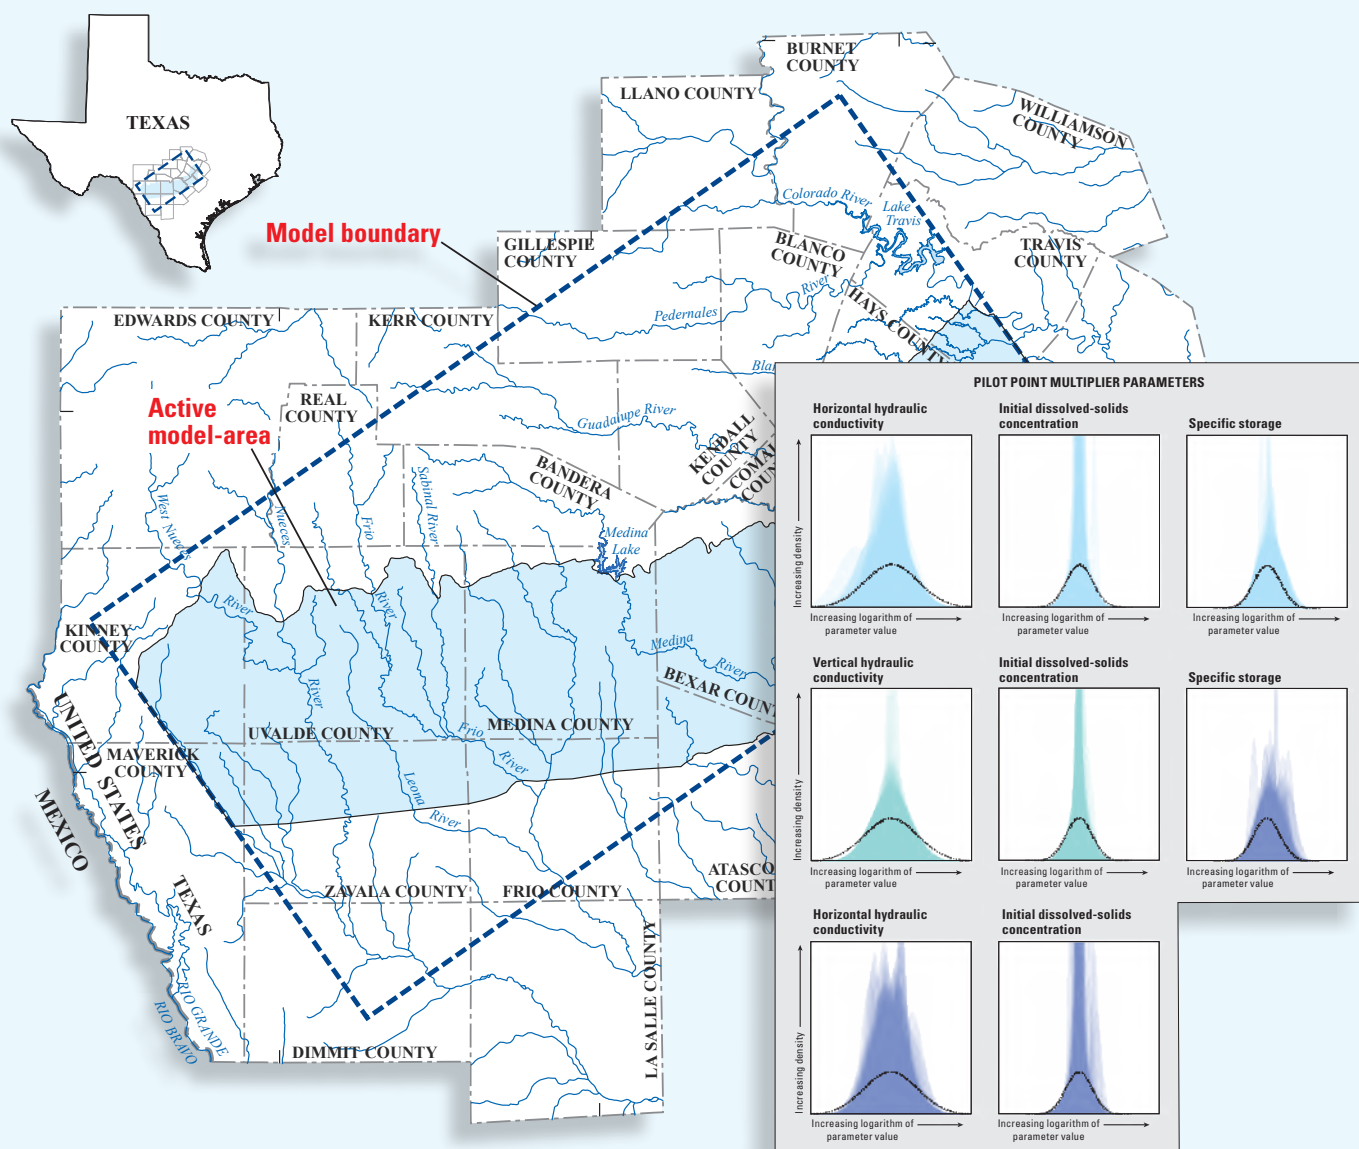 TEXAS
Model boundary
Active
model-area
BURNET
COUNTY
LLANO COUNTY
WILLIAMSON
COUNTY
Colorado River
Lake
Travis
TRAVIS
COUNTY
GILLESPIE
COUNTY
BLANCO
COUNTY
River
Pedernales
HAYS COUNTY
EDWARDS COUNTY
KERR COUNTY
REAL
COUNTY
Guadalupe River
KENDALL
COUNTY
BANDERA
COUNTY
West Nueces
Nueces
Frio
Sabinal River
Medina
Lake
River
River
KINNEY
COUNTY
Medina
River
River
UVALDE COUNTY
Frio
River
MEDINA COUNTY
MAVERICK
COUNTY
Leona
River
UNITED STATES
MEXICO
TEXAS
ZAVALA COUNTY
FRIO COUNTY
LA SALLE COUNTY
RIO GRANDE
RIO BRAVO
DIMMIT COUNTY
PILOT POINT MULTIPLIER PARAMETERS
Horizontal hydraulic
conductivity
Increasing density
Increasing logarithm of
parameter value
Initial dissolved-solids
concentration
Increasing logarithm of
parameter value
Specific storage
Increasing logarithm of
parameter value
Vertical hydraulic
conductivity
Increasing density
Increasing logarithm of
parameter value
Initial dissolved-solids
concentration
Increasing logarithm of
parameter value
Specific storage
Increasing logarithm of
parameter value
Horizontal hydraulic
conductivity
Increasing density
Increasing logarithm of
parameter value
Initial dissolved-solids
concentration
Increasing logarithm of
parameter value